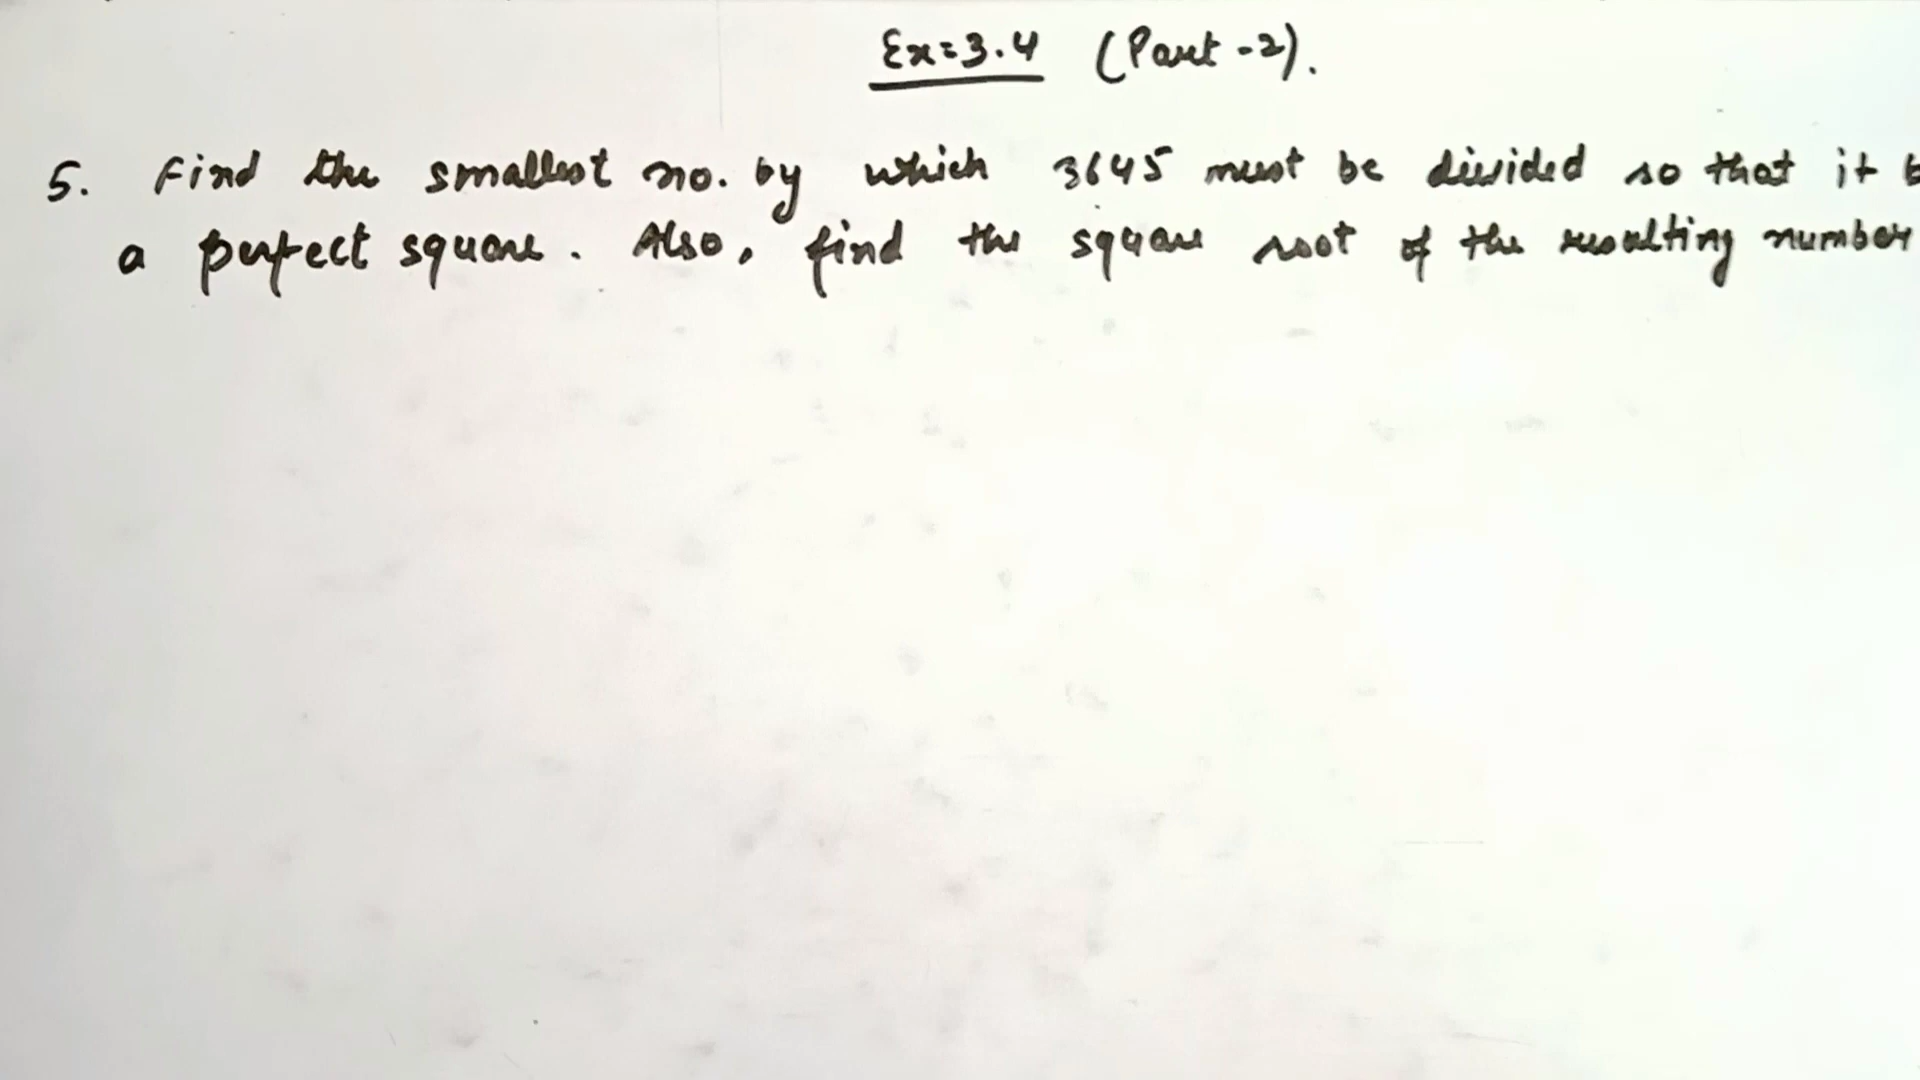 Ex=3.4 (Part-2).
5. Find the smallest no. by which 3645 must be divided so that it
a perfect square. Also, find the square root of the resulting number